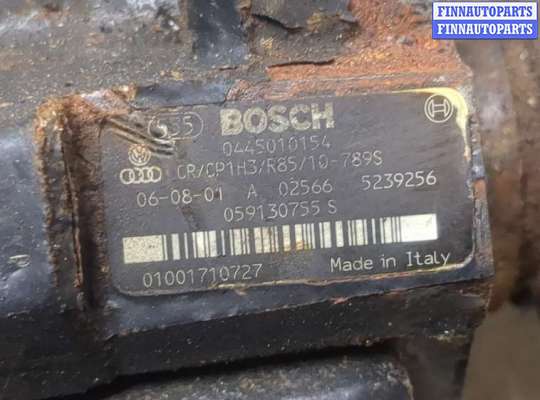 FINNAUTOPARTS
FINNAUTOPARTS
535 BOSCH
0445010154
CR/CP1H3/R85/10-789S
06-08-01 A 02566 5239256
059130755 S
01001710727 Made in Italy